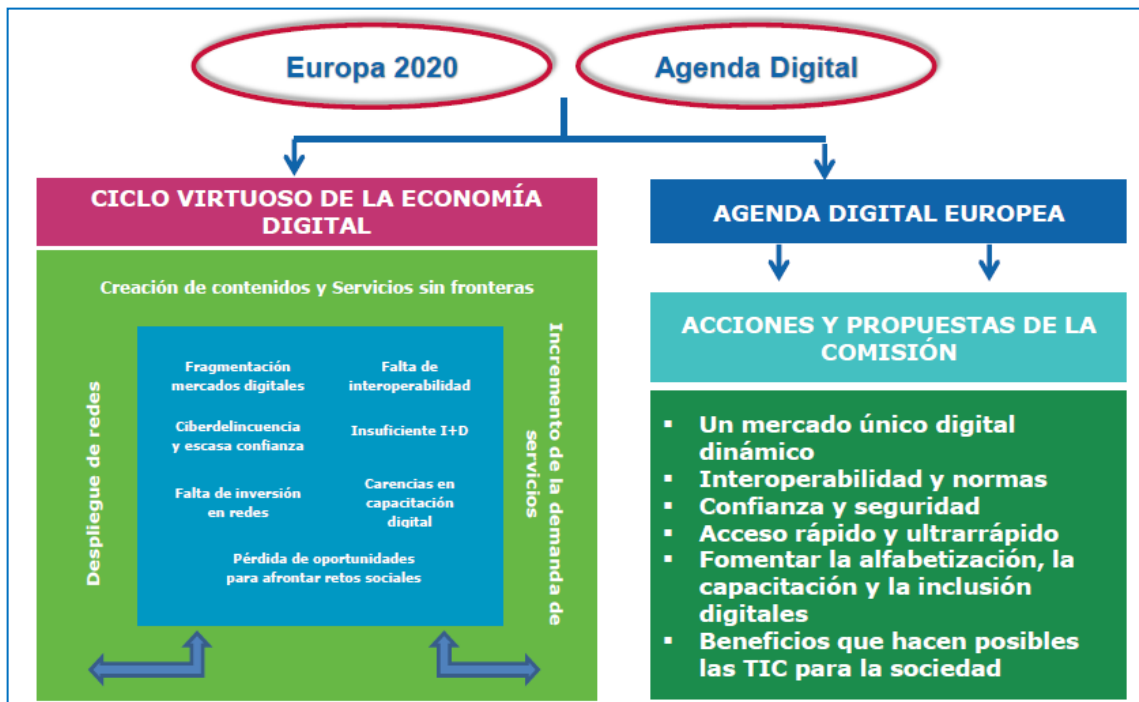 Europa 2020
Agenda Digital
CICLO VIRTUOSO DE LA ECONOMÍA
DIGITAL
Creación de contenidos y Servicios sin fronteras
Despliegue de redes
Fragmentación
mercados digitales
Falta de
interoperabilidad
Ciberdelincuencia
y escasa confianza
Insuficiente I+D
Falta de inversión
en redes
Carencias en
capacitación
digital
Pérdida de oportunidades
para afrontar retos sociales
Incremento de la demanda de
servicios
AGENDA DIGITAL EUROPEA
ACCIONES Y PROPUESTAS DE LA
COMISIÓN
▪ Un mercado único digital
dinámico
▪ Interoperabilidad y normas
▪ Confianza y seguridad
▪ Acceso rápido y ultrarrápido
▪ Fomentar la alfabetización, la
capacitación y la inclusión
digitales
▪ Beneficios que hacen posibles
las TIC para la sociedad